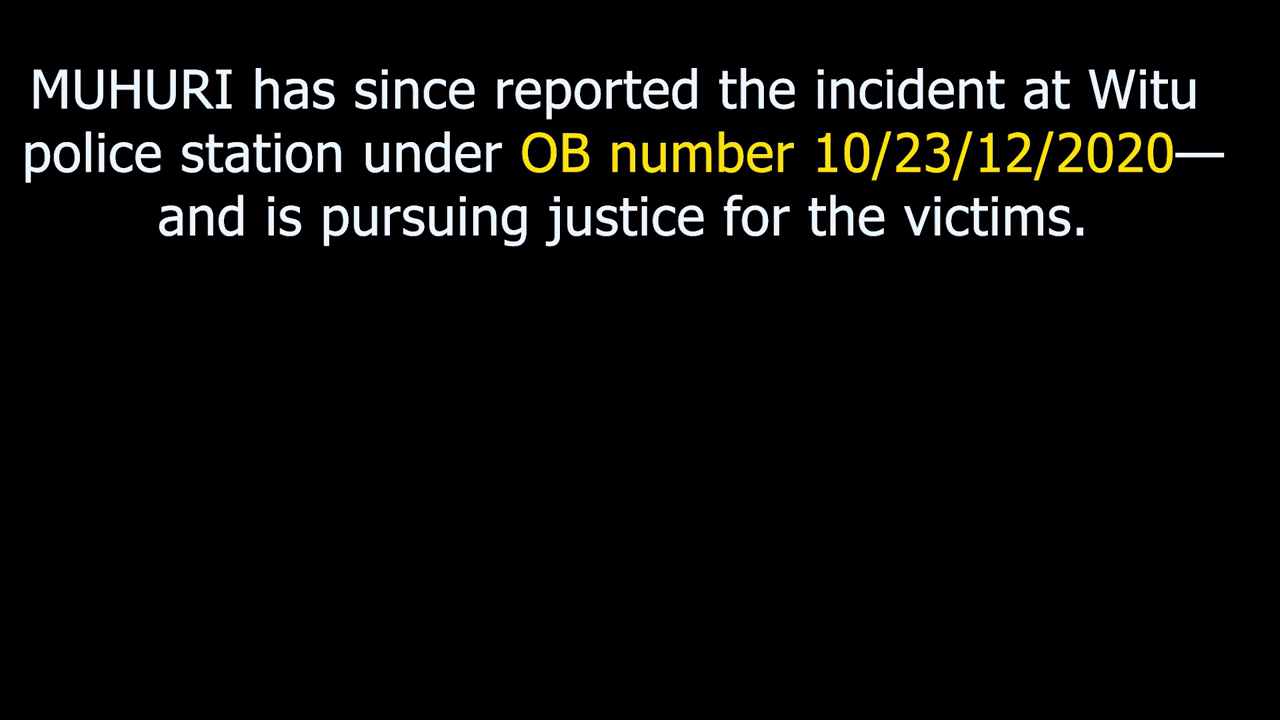 MUHURI has since reported the incident at Witu
police station under OB number 10/23/12/2020—
and is pursuing justice for the victims.